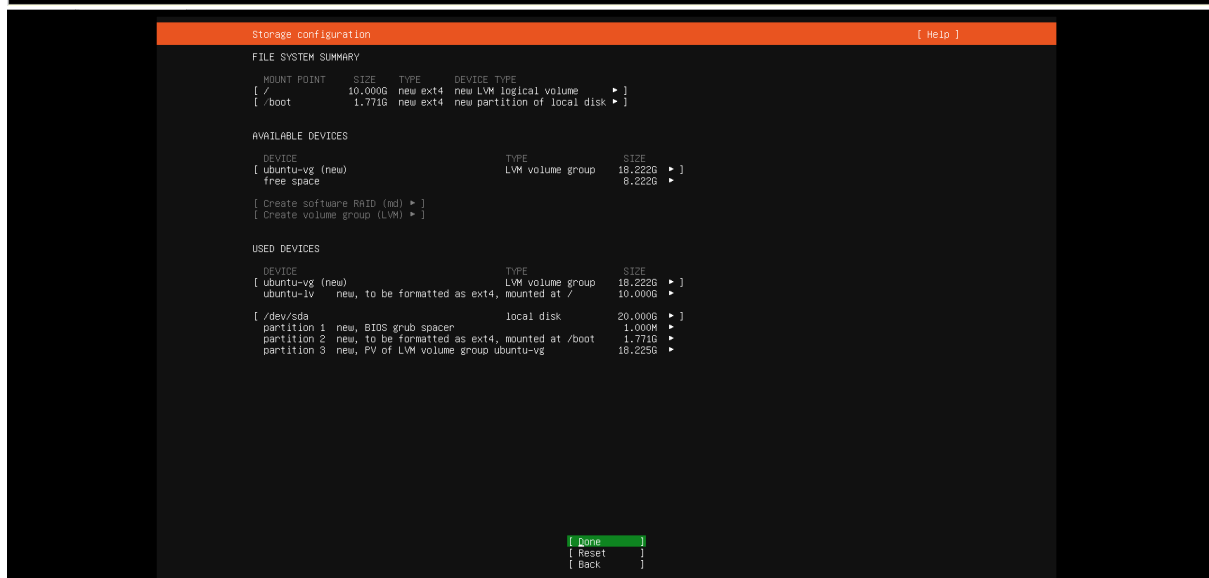 Storage configuration [ Help ]
FILE SYSTEM SUMMARY
MOUNT POINT SIZE TYPE DEVICE TYPE
[ / 10.000G new ext4 new LVM logical volume ▸ ]
[ /boot 1.771G new ext4 new partition of local disk ▸ ]
AVAILABLE DEVICES
DEVICE TYPE SIZE
[ ubuntu-vg (new) LVM volume group 18.222G ▸ ]
free space 8.222G ▸
[ Create software RAID (md) ▸ ]
[ Create volume group (LVM) ▸ ]
USED DEVICES
DEVICE TYPE SIZE
[ ubuntu-vg (new) LVM volume group 18.222G ▸ ]
ubuntu-lv new, to be formatted as ext4, mounted at / 10.000G ▸
[ /dev/sda local disk 20.000G ▸ ]
partition 1 new, BIOS grub spacer 1.000M ▸
partition 2 new, to be formatted as ext4, mounted at /boot 1.771G ▸
partition 3 new, PV of LVM volume group ubuntu-vg 18.225G ▸
[ Done ]
[ Reset ]
[ Back ]